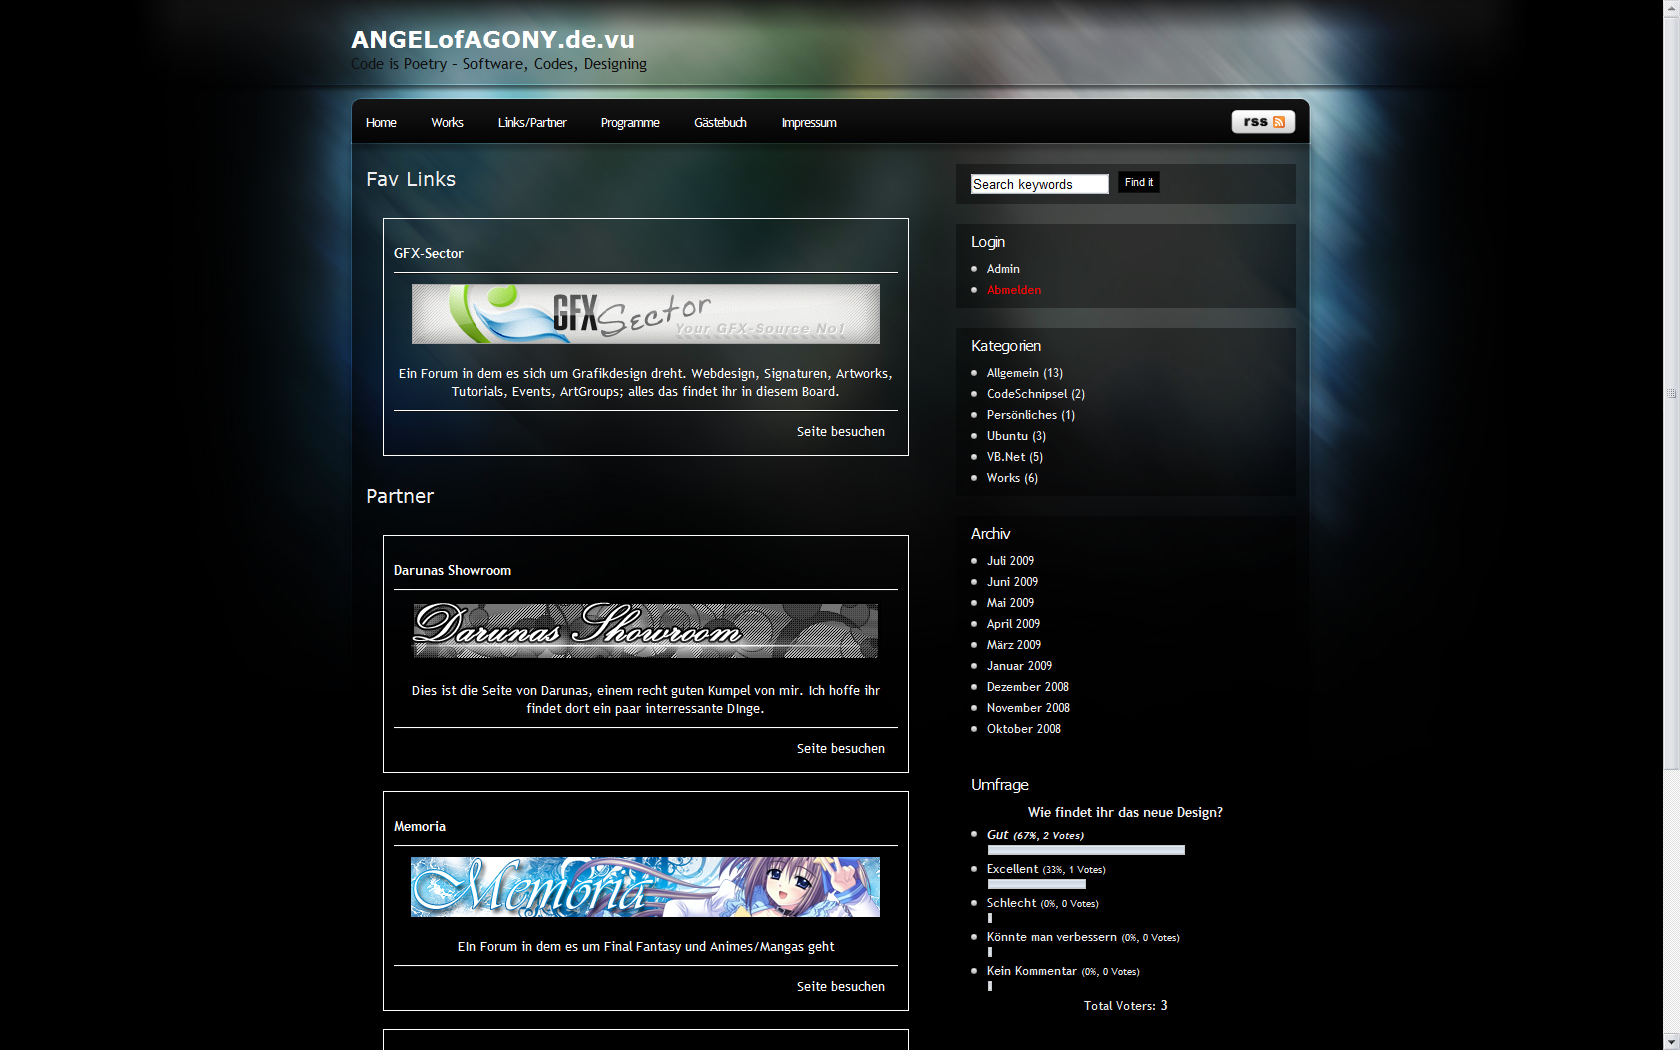 ANGELofAGONY.de.vu
Code is Poetry - Software, Codes, Designing
Home Works Links/Partner Programme Gästebuch Impressum rss
Fav Links
GFX-Sector
GFX Sector
Your GFX-Source No1
Ein Forum in dem es sich um Grafikdesign dreht. Webdesign, Signaturen, Artworks,
Tutorials, Events, ArtGroups; alles das findet ihr in diesem Board.
Seite besuchen
Partner
Darunas Showroom
Darunas Showroom
Dies ist die Seite von Darunas, einem recht guten Kumpel von mir. Ich hoffe ihr
findet dort ein paar interressante DInge.
Seite besuchen
Memoria
Memoria
EIn Forum in dem es um Final Fantasy und Animes/Mangas geht
Seite besuchen
Search keywords Find it
Login
Admin
Abmelden
Kategorien
Allgemein (13)
CodeSchnipsel (2)
Persönliches (1)
Ubuntu (3)
VB.Net (5)
Works (6)
Archiv
Juli 2009
Juni 2009
Mai 2009
April 2009
März 2009
Januar 2009
Dezember 2008
November 2008
Oktober 2008
Umfrage
Wie findet ihr das neue Design?
Gut (67%, 2 Votes)
Excellent (33%, 1 Votes)
Schlecht (0%, 0 Votes)
Könnte man verbessern (0%, 0 Votes)
Kein Kommentar (0%, 0 Votes)
Total Voters: 3